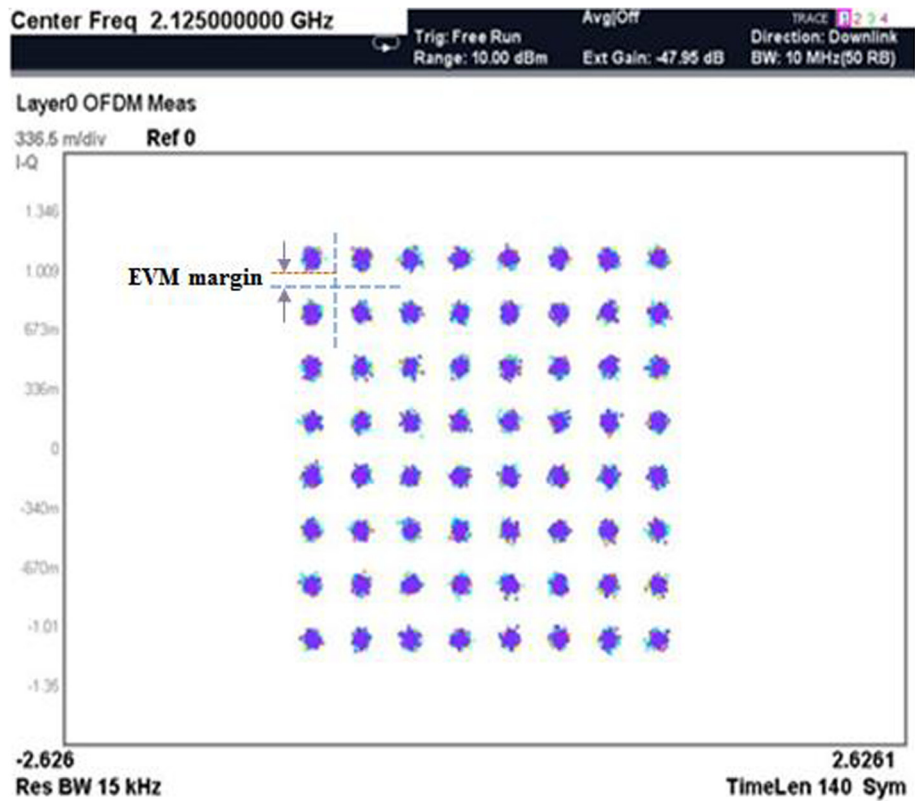 Center Freq 2.125000000 GHz
Avg|Off
TRACE 1 2 3 4
Trig: Free Run
Direction: Downlink
Range: 10.00 dBm
Ext Gain: -47.95 dB
BW: 10 MHz(50 RB)
Layer0 OFDM Meas
336.5 m/div
Ref 0
I-Q
1.346
1.009
EVM margin
673m
336m
0
-340m
-670m
-1.01
-1.35
-2.626
2.6261
Res BW 15 kHz
TimeLen 140 Sym